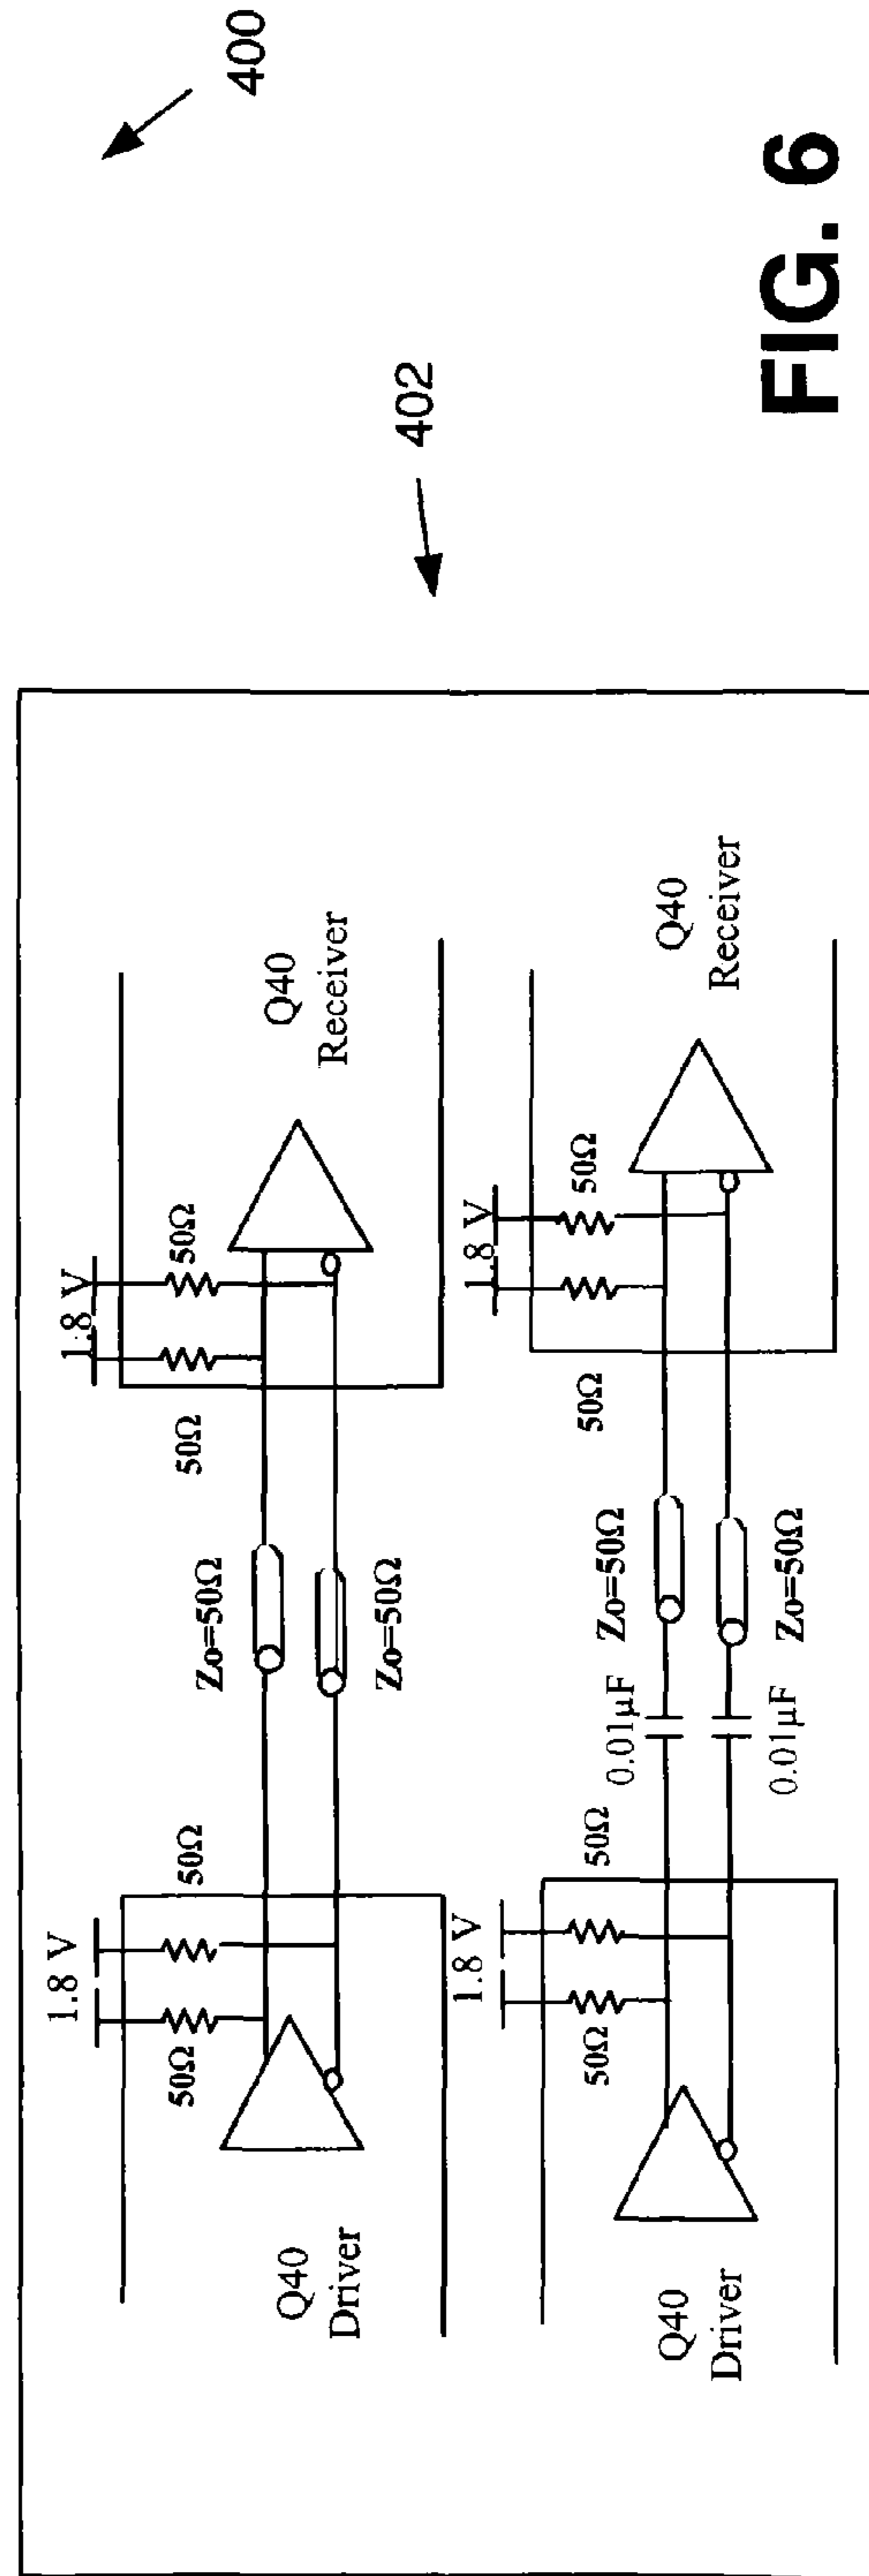 400
402
FIG. 6
1.8 V
1.8 V
50Ω
50Ω
Zo=50Ω
50Ω
50Ω
Q40
Driver
Zo=50Ω
Q40
Receiver
1.8 V
1.8 V
50Ω
50Ω
0.01µF
Zo=50Ω
50Ω
50Ω
Q40
Driver
0.01µF
Zo=50Ω
Q40
Receiver